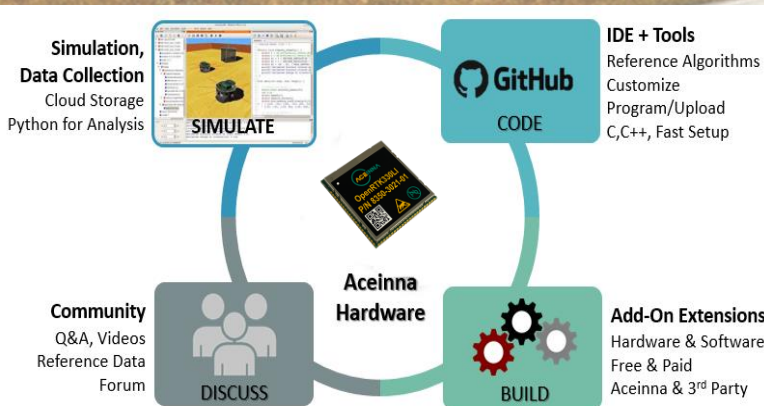 Simulation,
Data Collection
Cloud Storage
Python for Analysis
SIMULATE
GitHub
CODE
IDE + Tools
Reference Algorithms
Customize
Program/Upload
C,C++, Fast Setup
ACEINNA
OpenRTK330LI
P/N 8350-3021-01
Aceinna
Hardware
Community
Q&A, Videos
Reference Data
Forum
DISCUSS
BUILD
Add-On Extensions
Hardware & Software
Free & Paid
Aceinna & 3rd Party